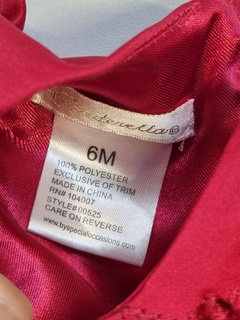 Cinderella®
6M
100% POLYESTER
EXCLUSIVE OF TRIM
MADE IN CHINA
RN# 104007
STYLE# 00525
CARE ON REVERSE
www.byspecialoccasions.com